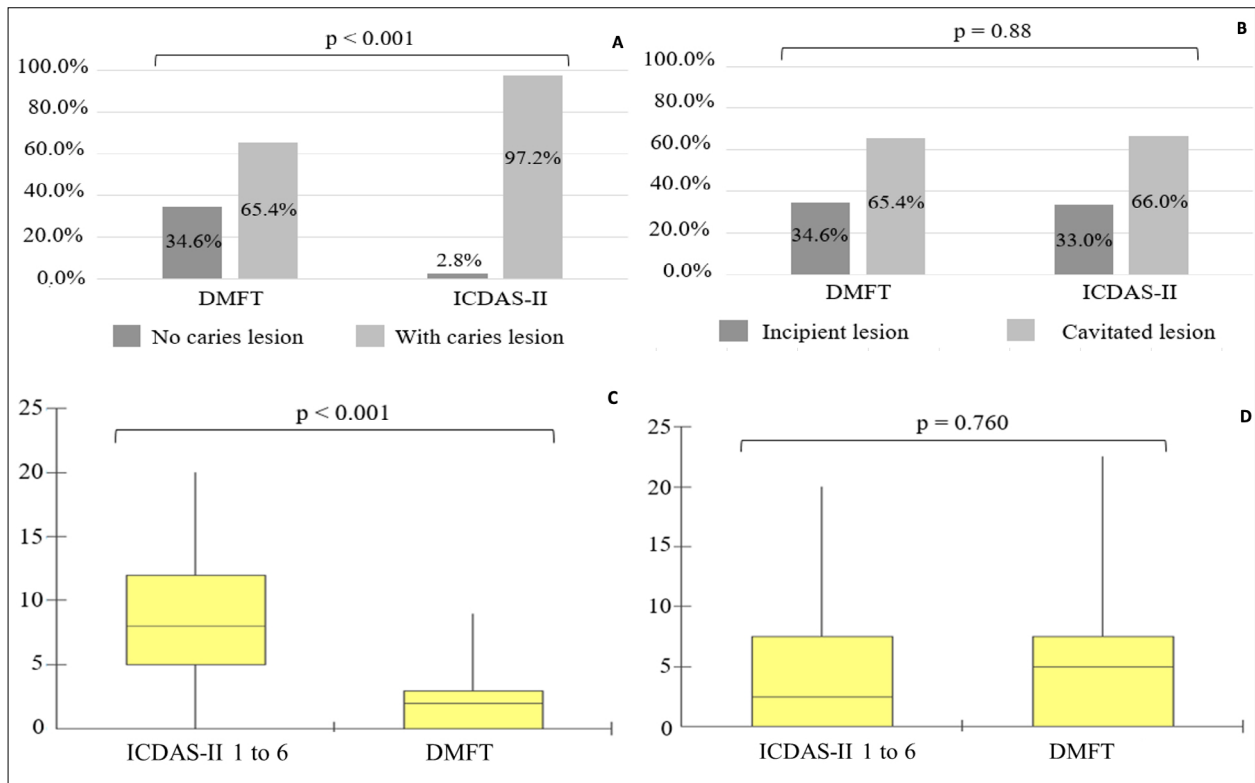 p < 0.001
A
100.0%
80.0%
60.0%
40.0%
20.0%
0.0%
34.6%
65.4%
2.8%
97.2%
DMFT
ICDAS-II
No caries lesion
With caries lesion
p = 0.88
B
100.0%
80.0%
60.0%
40.0%
20.0%
0.0%
34.6%
65.4%
33.0%
66.0%
DMFT
ICDAS-II
Incipient lesion
Cavitated lesion
p < 0.001
C
25
20
15
10
5
0
ICDAS-II 1 to 6
DMFT
p = 0.760
D
25
20
15
10
5
0
ICDAS-II 1 to 6
DMFT